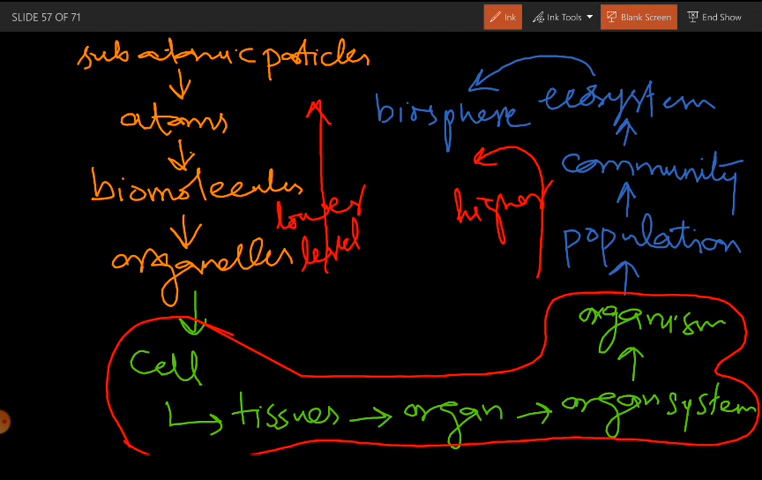 SLIDE 57 OF 71
Ink
Ink Tools
Blank Screen
End Show
sub atomic paticles
atoms
biomolecules
organelles
lower
level
Cell
tissues
organ
organ system
organism
population
community
ecosystem
biosphere
higher